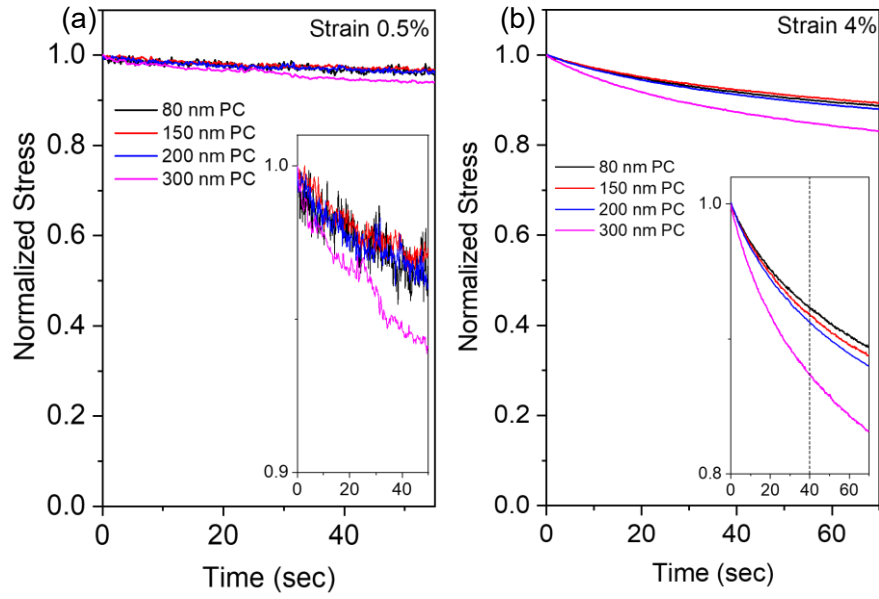 (a)
Strain 0.5%
Normalized Stress
1.0
0.8
0.6
0.4
0.2
0.0
80 nm PC
150 nm PC
200 nm PC
300 nm PC
1.0
0.9
0 20 40
0 20 40
Time (sec)
(b)
Strain 4%
Normalized Stress
1.0
0.8
0.6
0.4
0.2
0.0
80 nm PC
150 nm PC
200 nm PC
300 nm PC
1.0
0.8
0 20 40 60
0 20 40 60
Time (sec)